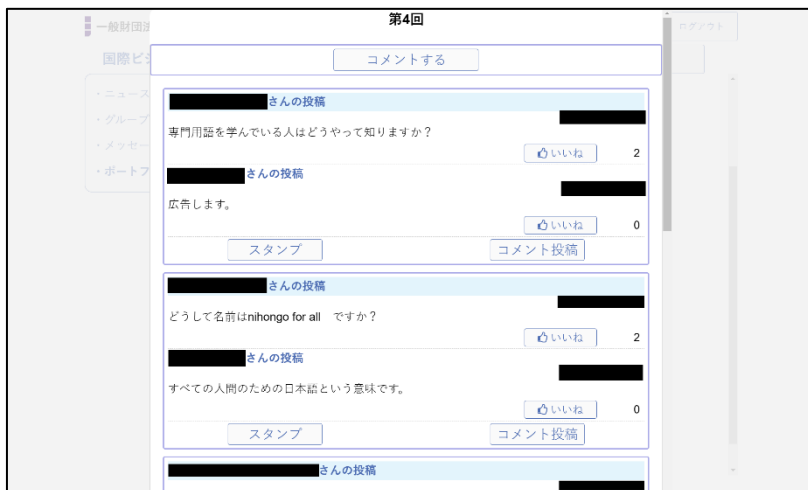 第4回
一般財団法
ログアウト
国際ビジ
コメントする
・ニュース
・グループ
・メッセー
・ポートフ
さんの投稿
専門用語を学んでいる人はどうやって知りますか？
いいね 2
さんの投稿
広告します。
いいね 0
スタンプ コメント投稿
さんの投稿
どうして名前はnihongo for all　ですか？
いいね 2
さんの投稿
すべての人間のための日本語という意味です。
いいね 0
スタンプ コメント投稿
さんの投稿